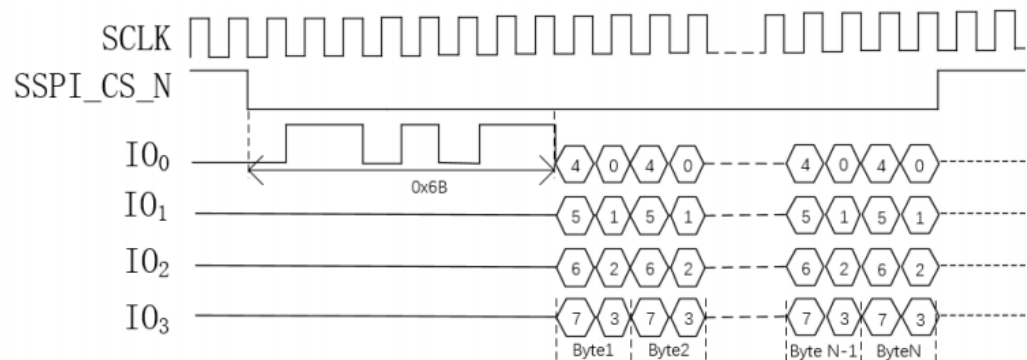 SCLK
SSPI_CS_N
IO0
0x6B
4 0 4 0 4 0 4 0
IO1
5 1 5 1 5 1 5 1
IO2
6 2 6 2 6 2 6 2
IO3
7 3 7 3 7 3 7 3
Byte1 Byte2 Byte N-1 ByteN